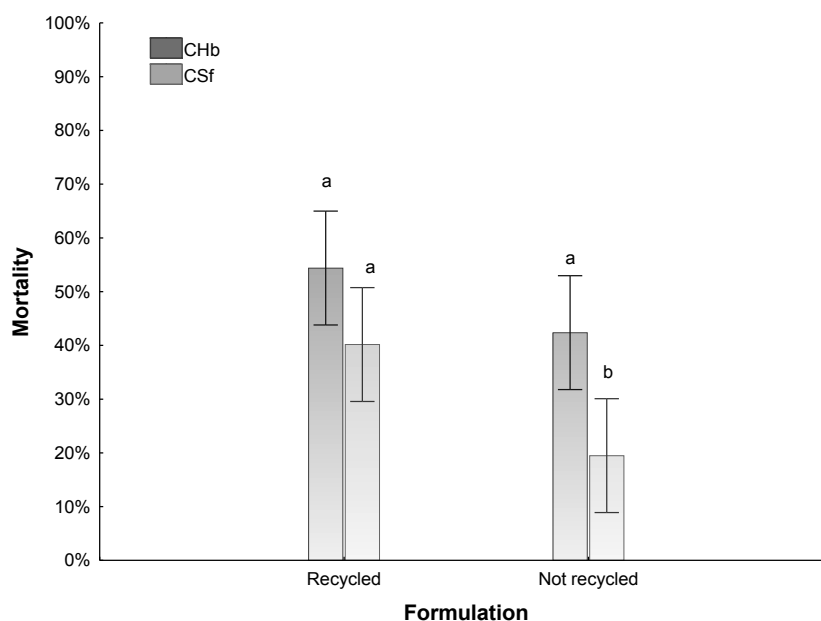 100%
90%
80%
70%
60%
50%
40%
30%
20%
10%
0%
Mortality
CHb
CSf
a
a
a
b
Recycled Not recycled
Formulation